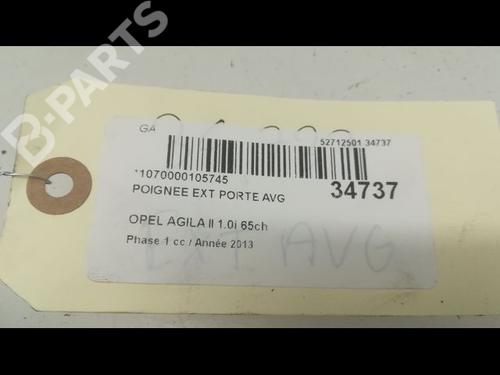 B-PARTS
GA
52712501 34737
*1070000105745
34737
POIGNEE EXT PORTE AVG
OPEL AGILA II 1.0i 65ch
Phase 1 cc / Année 2013
EXT AVG